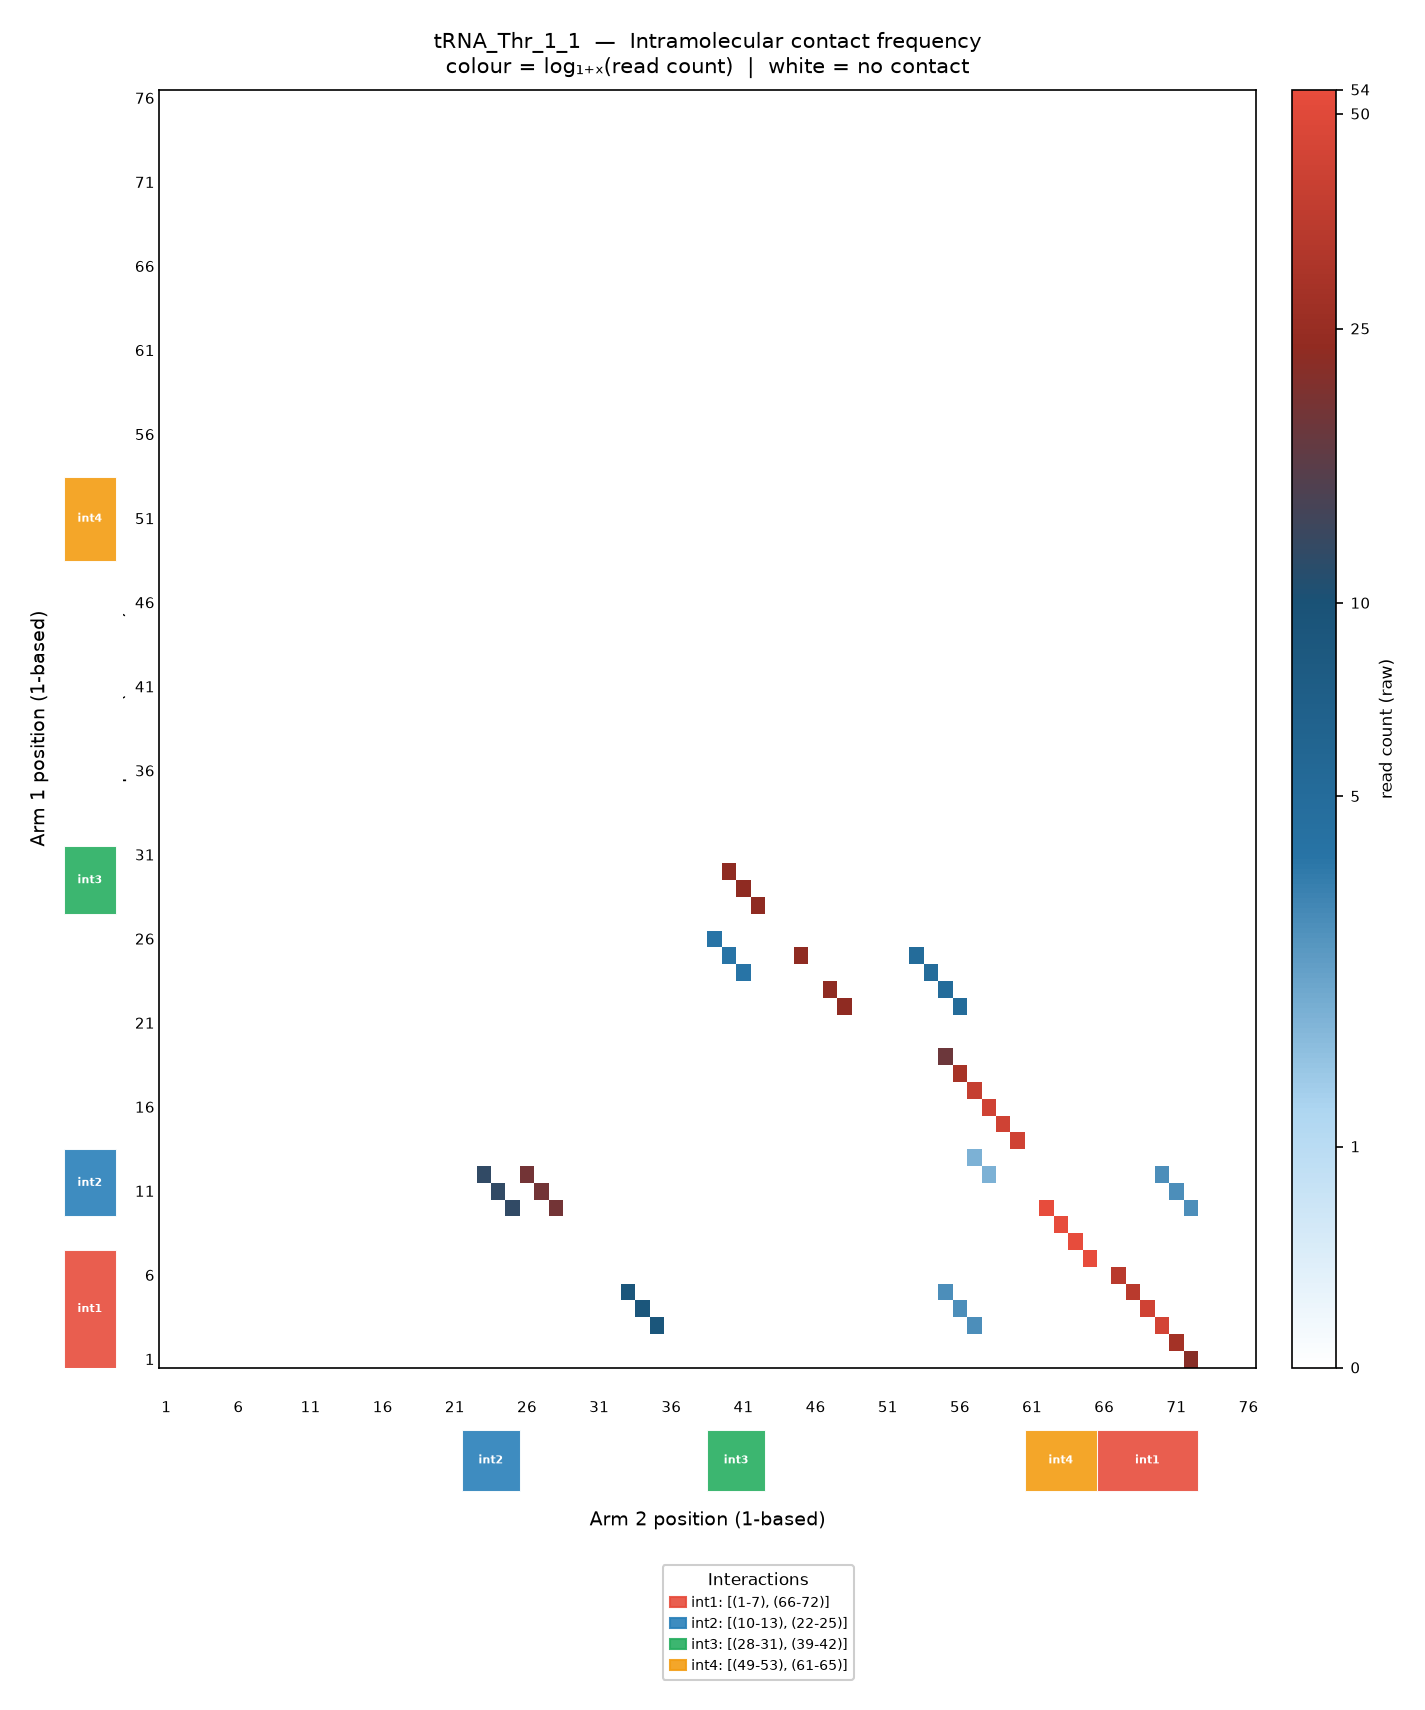 tRNA_Thr_1_1 — Intramolecular contact frequency
colour = log₁₊ₓ(read count) | white = no contact
76
71
66
61
56
51
46
41
36
31
26
21
16
11
6
1
int4
int3
int2
int1
Arm 1 position (1-based)
54
50
25
10
5
1
0
read count (raw)
1 6 11 16 21 26 31 36 41 46 51 56 61 66 71 76
int2 int3 int4 int1
Arm 2 position (1-based)
Interactions
int1: [(1-7), (66-72)]
int2: [(10-13), (22-25)]
int3: [(28-31), (39-42)]
int4: [(49-53), (61-65)]